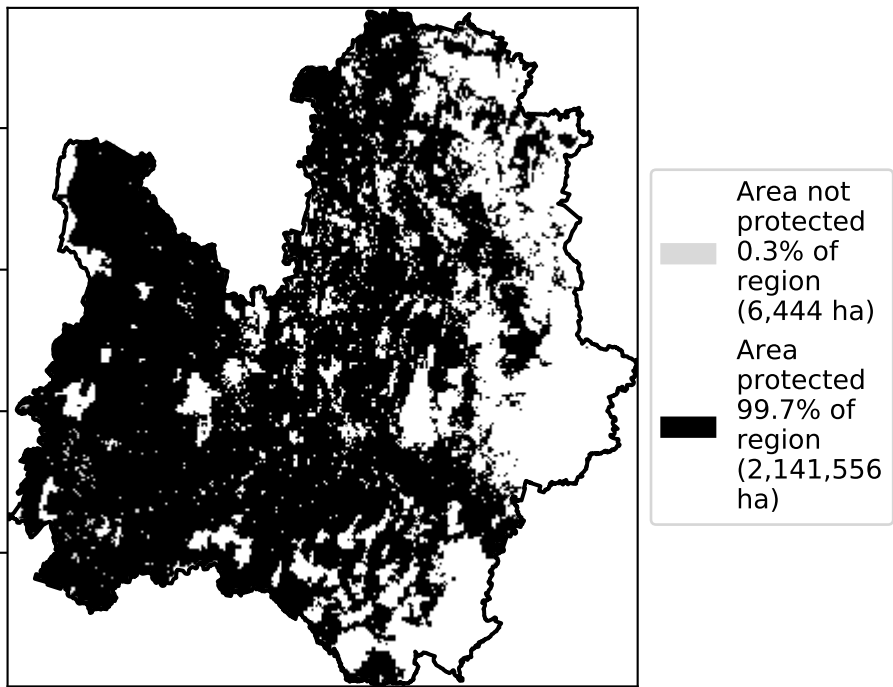 Area not
protected
0.3% of
region
(6,444 ha)
Area
protected
99.7% of
region
(2,141,556
ha)